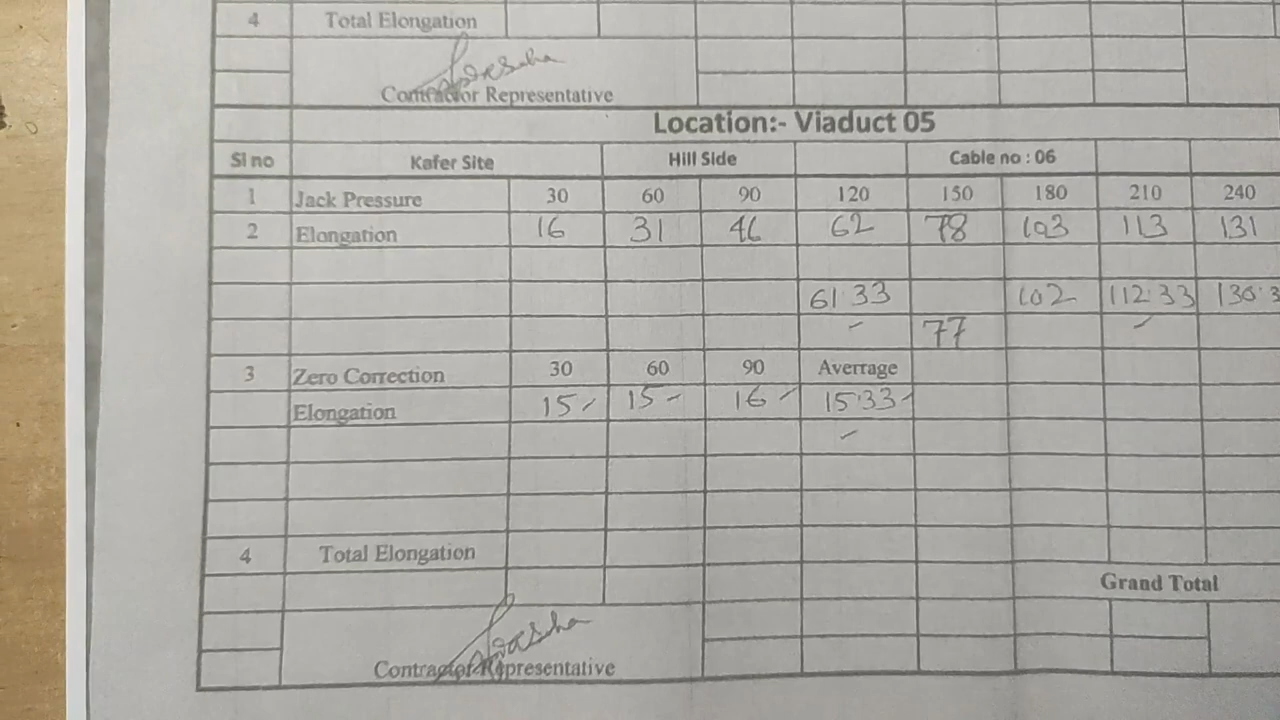 4 Total Elongation
Contractor Representative
Location:- Viaduct 05
Sl no Kafer Site Hill Side Cable no : 06
1 Jack Pressure 30 60 90 120 150 180 210 240
2 Elongation 16 31 46 62 78 103 113 131
61.33 102 112.33 130.3
77
3 Zero Correction 30 60 90 Averrage
Elongation 15 15 16 15.33
4 Total Elongation
Grand Total
Contractor Representative